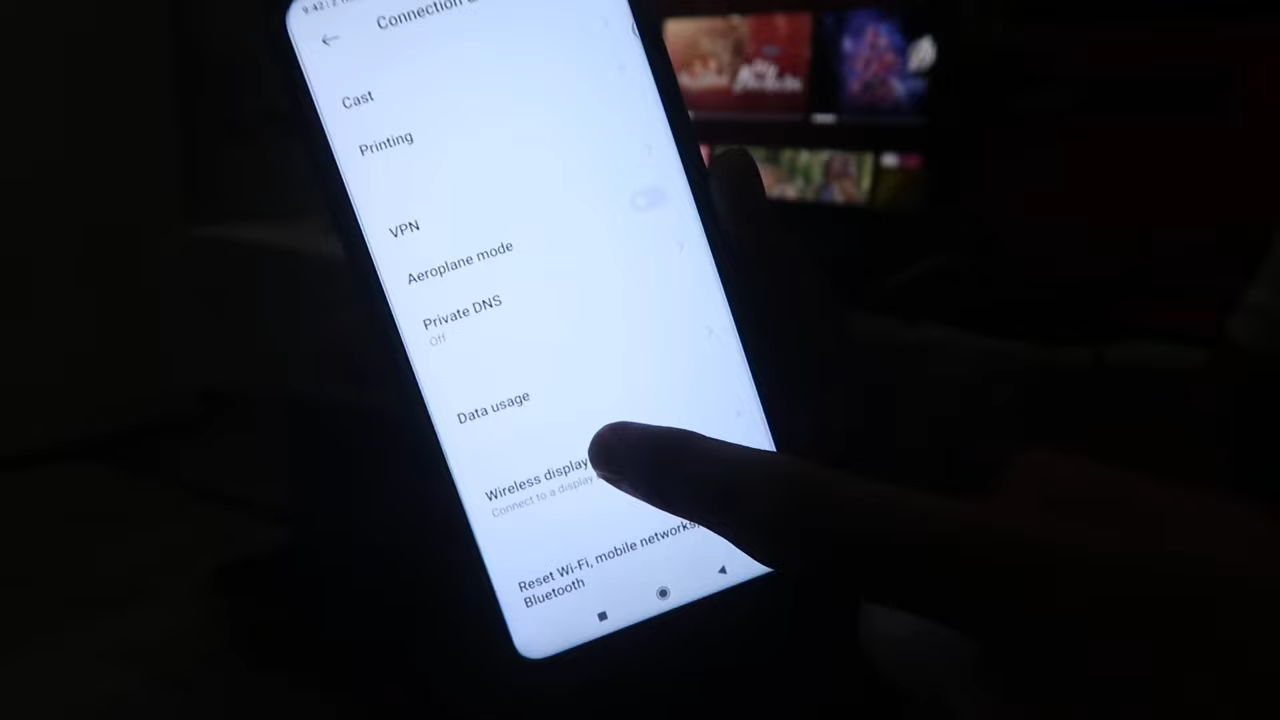 Connection
Cast
Printing
VPN
Aeroplane mode
Private DNS
Off
Data usage
Wireless display
Connect to a display
Reset Wi-Fi, mobile networks,
Bluetooth